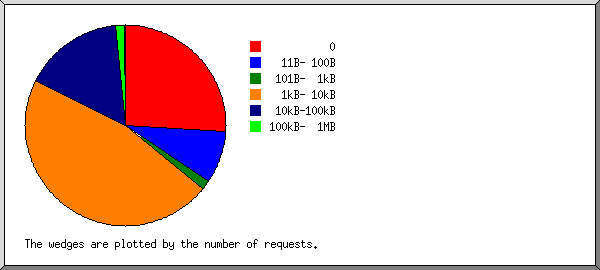 0
11B- 100B
101B- 1kB
1kB- 10kB
10kB-100kB
100kB- 1MB
The wedges are plotted by the number of requests.